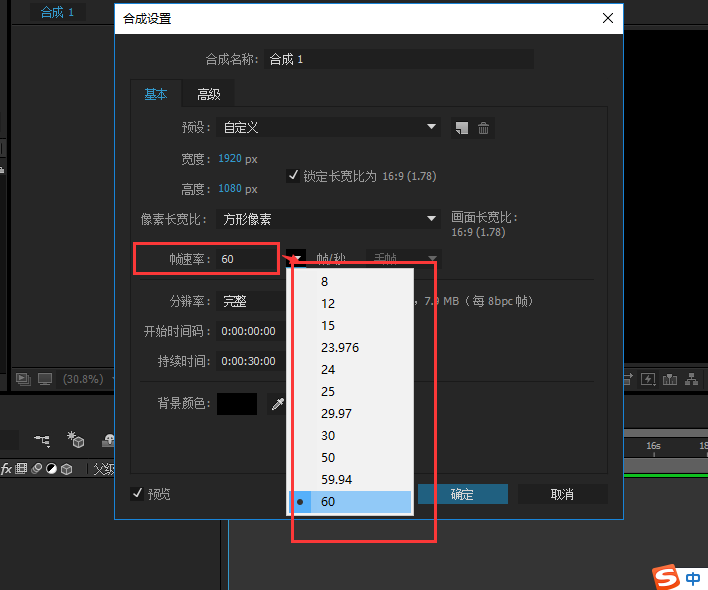 合成 1
合成设置
合成名称: 合成 1
基本 高级
预设: 自定义
宽度: 1920 px
锁定长宽比为 16:9 (1.78)
高度: 1080 px
像素长宽比: 方形像素
画面长宽比:
16:9 (1.78)
帧速率: 60 帧/秒 丢帧
8
12
15
23.976
24
25
29.97
30
50
59.94
60
分辨率: 完整 , 7.9 MB (每 8bpc 帧)
开始时间码: 0:00:00:00
持续时间: 0:00:30:00
背景颜色:
预览 确定 取消
(30.8%)
16s
fx 父级
中